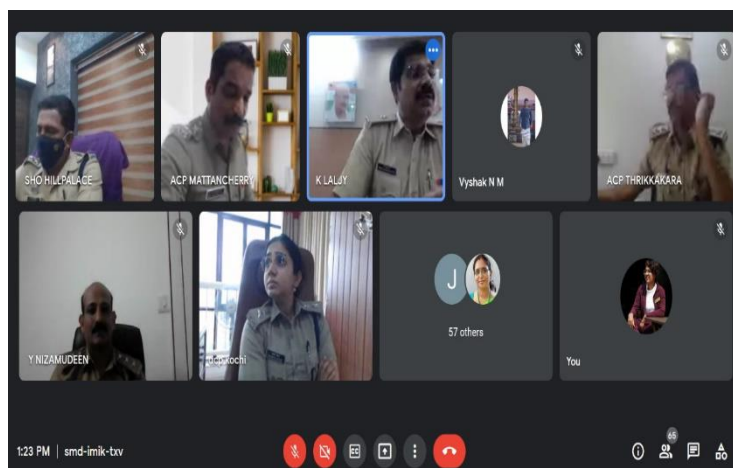 SHO HILLPALACE
ACP MATTANCHERRY
K LALJY
Vyshak N M
ACP THRIKKAKARA
Y NIZAMUDEEN
dcp kochi
J
57 others
You
1:23 PM | smd-imik-txv
CC
65